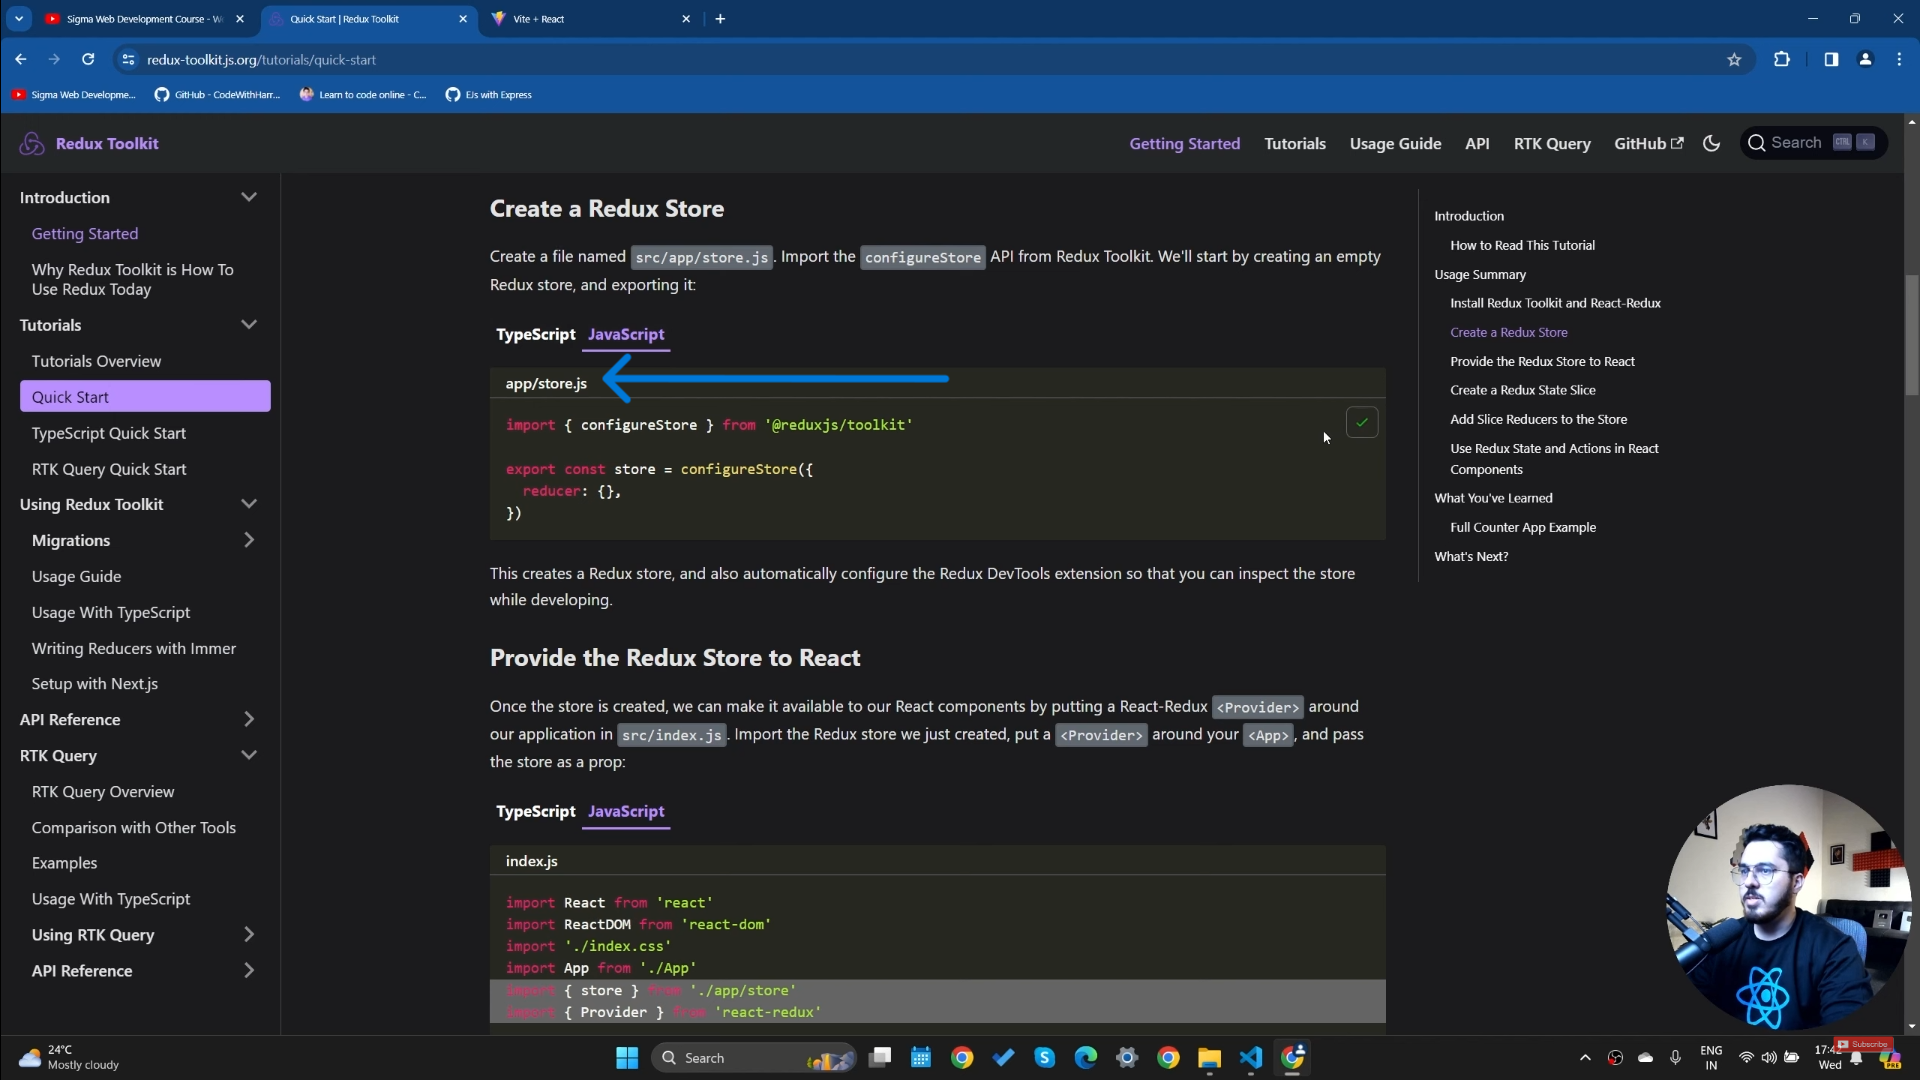 Sigma Web Development Course - W
Quick Start | Redux Toolkit
Vite + React
redux-toolkit.js.org/tutorials/quick-start
Sigma Web Developme...
GitHub - CodeWithHarr...
Learn to code online - C...
EJs with Express
Redux Toolkit
Getting Started
Tutorials
Usage Guide
API
RTK Query
GitHub
Search
CTRL
K
Introduction
Getting Started
Why Redux Toolkit is How To
Use Redux Today
Tutorials
Tutorials Overview
Quick Start
TypeScript Quick Start
RTK Query Quick Start
Using Redux Toolkit
Migrations
Usage Guide
Usage With TypeScript
Writing Reducers with Immer
Setup with Next.js
API Reference
RTK Query
RTK Query Overview
Comparison with Other Tools
Examples
Usage With TypeScript
Using RTK Query
API Reference
Create a Redux Store
Create a file named src/app/store.js. Import the configureStore API from Redux Toolkit. We'll start by creating an empty
Redux store, and exporting it:
TypeScript JavaScript
app/store.js
import { configureStore } from '@reduxjs/toolkit'
export const store = configureStore({
reducer: {},
})
This creates a Redux store, and also automatically configure the Redux DevTools extension so that you can inspect the store
while developing.
Provide the Redux Store to React
Once the store is created, we can make it available to our React components by putting a React-Redux <Provider> around
our application in src/index.js. Import the Redux store we just created, put a <Provider> around your <App>, and pass
the store as a prop:
TypeScript JavaScript
index.js
import React from 'react'
import ReactDOM from 'react-dom'
import './index.css'
import App from './App'
import { store } from './app/store'
import { Provider } from 'react-redux'
Introduction
How to Read This Tutorial
Usage Summary
Install Redux Toolkit and React-Redux
Create a Redux Store
Provide the Redux Store to React
Create a Redux State Slice
Add Slice Reducers to the Store
Use Redux State and Actions in React
Components
What You've Learned
Full Counter App Example
What's Next?
24°C
Mostly cloudy
Search
ENG
IN
17:42
Wed
Subscribe
PRE